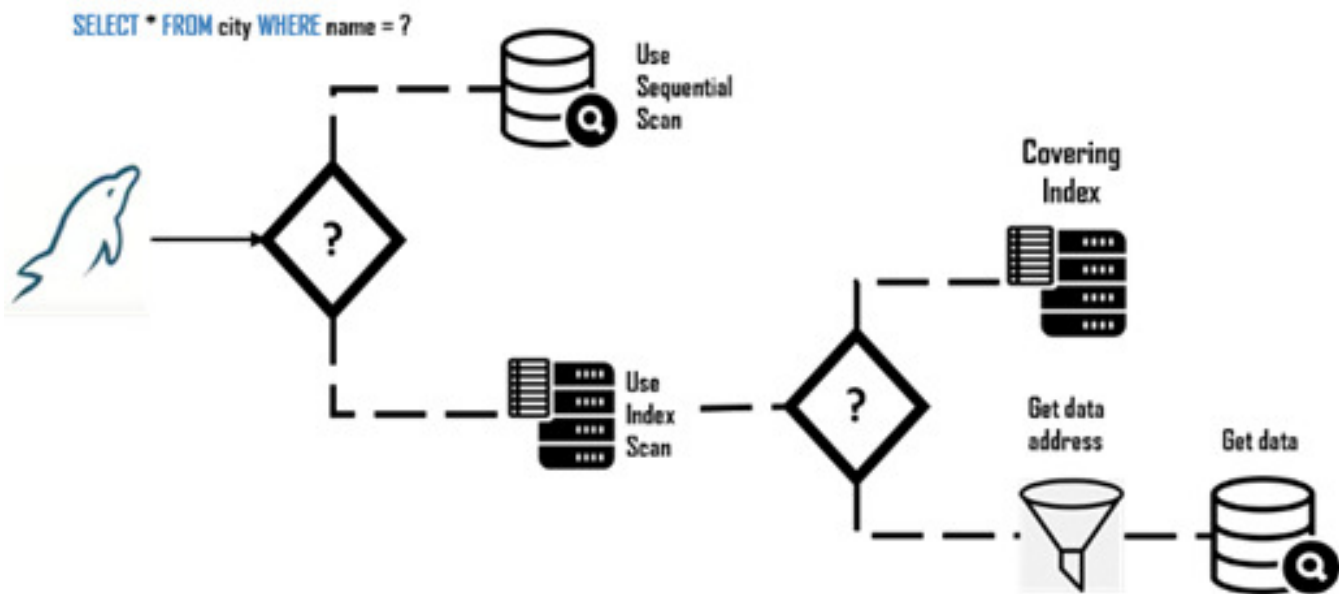 SELECT * FROM city WHERE name = ?
Use
Sequential
Scan
?
Covering
Index
Use
Index
Scan
?
Get data
address
Get data